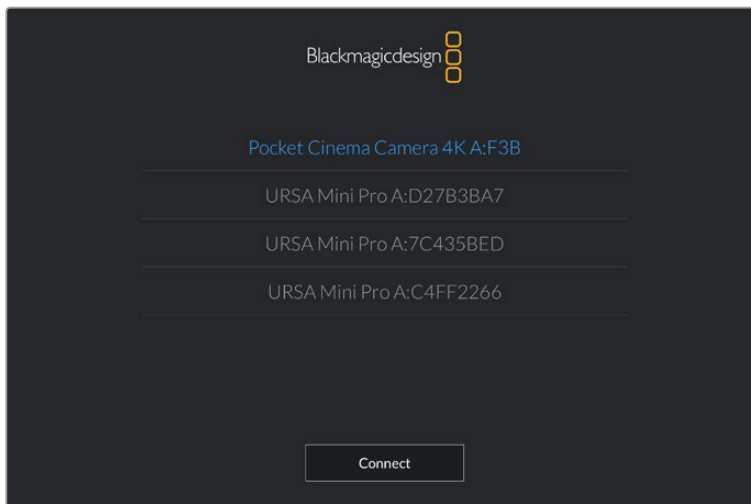 Blackmagicdesign
Pocket Cinema Camera 4K A:F3B
URSA Mini Pro A:D27B3BA7
URSA Mini Pro A:7C435BED
URSA Mini Pro A:C4FF2266
Connect